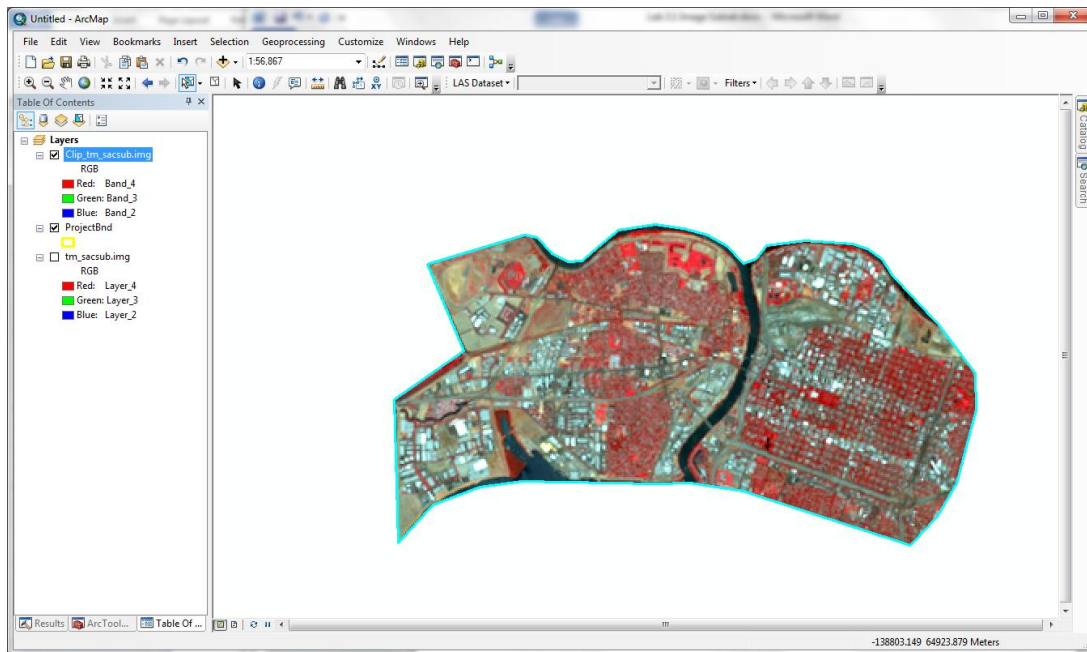 Untitled - ArcMap
File Edit View Bookmarks Insert Selection Geoprocessing Customize Windows Help
1:56,867
LAS Dataset Filters
Table Of Contents
Layers
Clip_tm_sacsub.img
RGB
Red: Band_4
Green: Band_3
Blue: Band_2
ProjectBnd
tm_sacsub.img
RGB
Red: Layer_4
Green: Layer_3
Blue: Layer_2
Catalog
Search
Results ArcTool... Table Of ...
-138803.149 64923.879 Meters